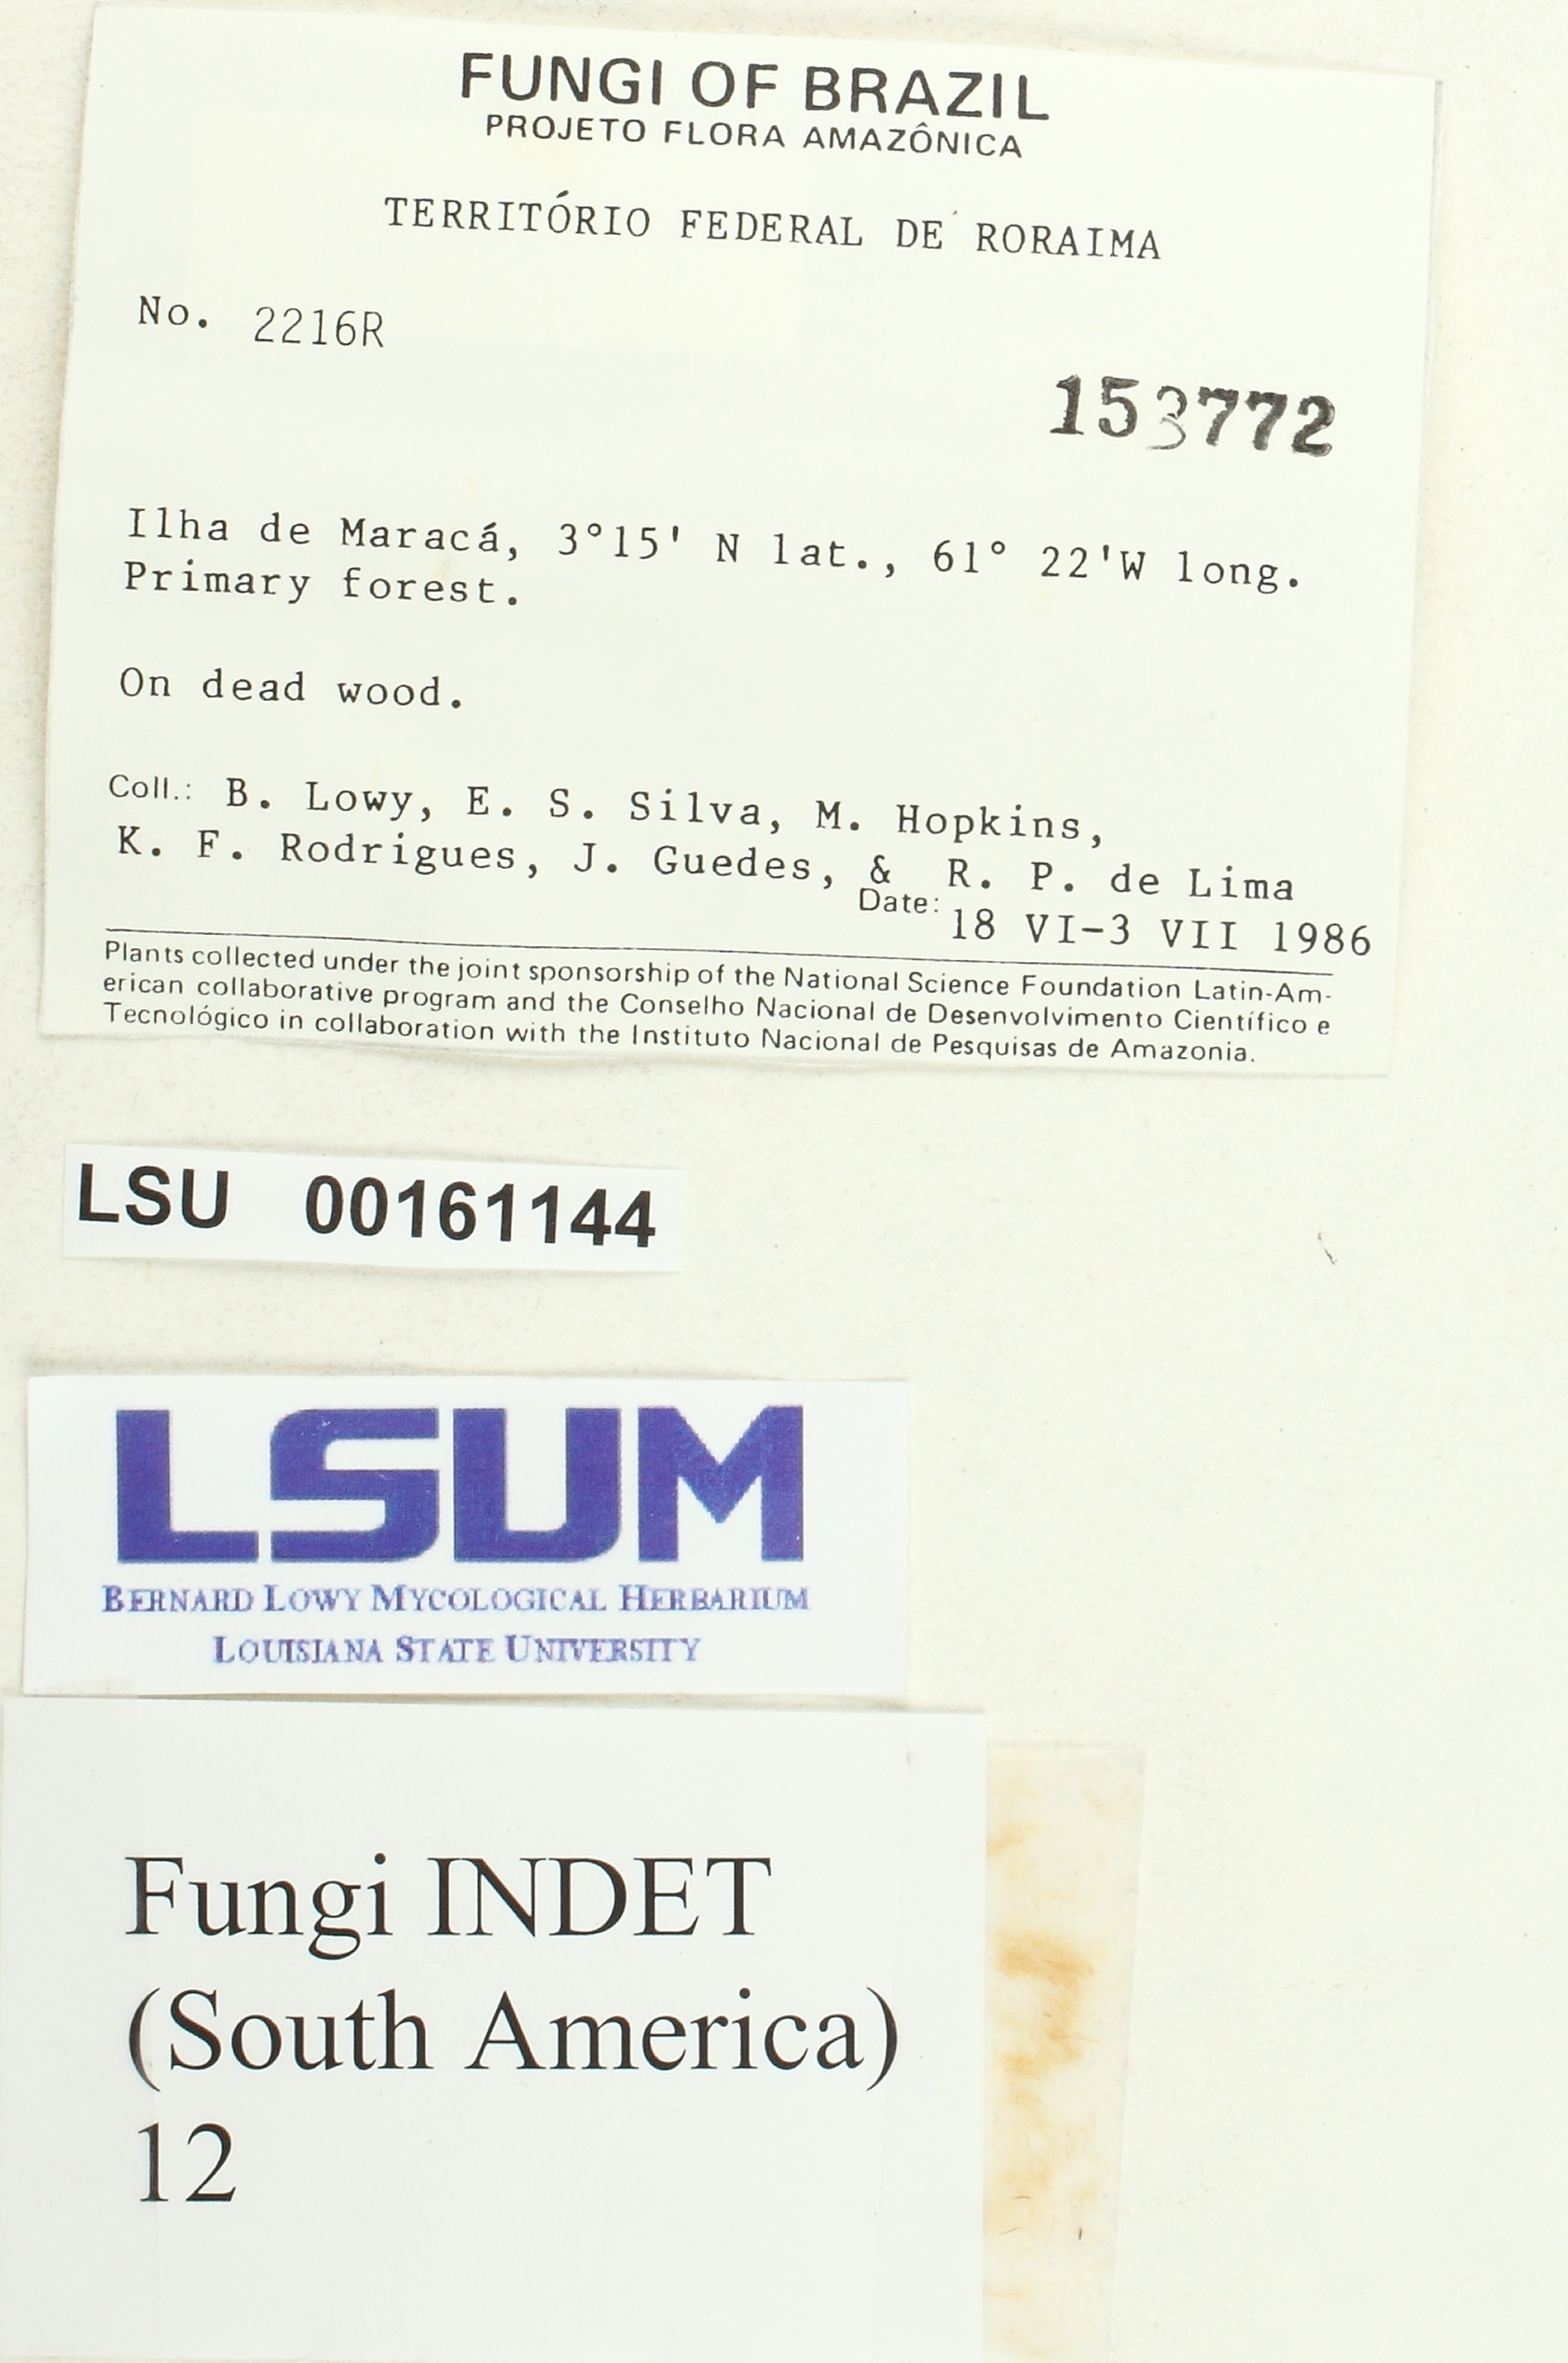 FUNGI OF BRAZIL
PROJETO FLORA AMAZÔNICA
TERRITÓRIO FEDERAL DE RORAIMA
No. 2216R
153772
Ilha de Maracá, 3°15' N lat., 61° 22'W long.
Primary forest.
On dead wood.
Coll.: B. Lowy, E. S. Silva, M. Hopkins,
K. F. Rodrigues, J. Guedes, & R. P. de Lima
Date: 18 VI-3 VII 1986
Plants collected under the joint sponsorship of the National Science Foundation Latin-Am-
erican collaborative program and the Conselho Nacional de Desenvolvimento Científico e
Tecnológico in collaboration with the Instituto Nacional de Pesquisas de Amazonia.
LSU 00161144
LSUM
BERNARD LOWY MYCOLOGICAL HERBARIUM
LOUISIANA STATE UNIVERSITY
Fungi INDET
(South America)
12